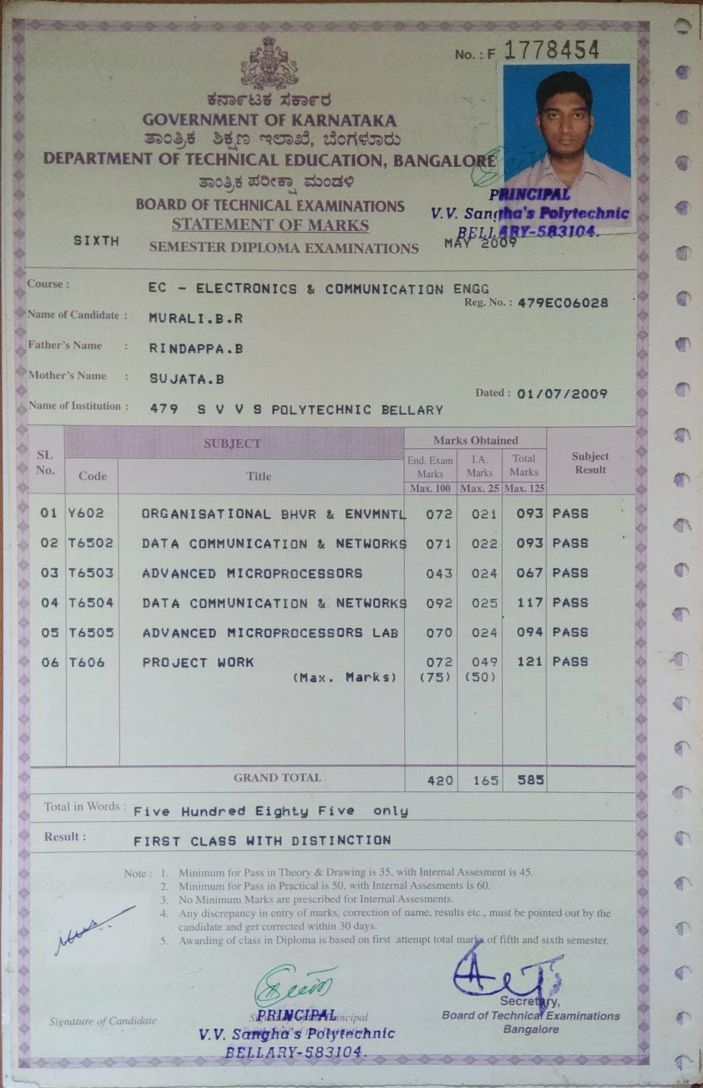 No. : F 1778454
ಕರ್ನಾಟಕ ಸರ್ಕಾರ
GOVERNMENT OF KARNATAKA
ತಾಂತ್ರಿಕ ಶಿಕ್ಷಣ ಇಲಾಖೆ, ಬೆಂಗಳೂರು
DEPARTMENT OF TECHNICAL EDUCATION, BANGALORE
ತಾಂತ್ರಿಕ ಪರೀಕ್ಷಾ ಮಂಡಳಿ
BOARD OF TECHNICAL EXAMINATIONS
STATEMENT OF MARKS
SIXTH SEMESTER DIPLOMA EXAMINATIONS MAY 2009
PRINCIPAL
V.V. Sangha's Polytechnic
BELLARY-583104.
Course : EC - ELECTRONICS & COMMUNICATION ENGG
Reg. No. : 479EC06028
Name of Candidate : MURALI.B.R
Father's Name : RINDAPPA.B
Mother's Name : SUJATA.B
Dated : 01/07/2009
Name of Institution : 479 S V V S POLYTECHNIC BELLARY
SL No. SUBJECT Marks Obtained Subject Result
Code Title End. Exam Marks I.A. Marks Total Marks
Max. 100 Max. 25 Max. 125
01 Y602 ORGANISATIONAL BHVR & ENVMNTL 072 021 093 PASS
02 T6502 DATA COMMUNICATION & NETWORKS 071 022 093 PASS
03 T6503 ADVANCED MICROPROCESSORS 043 024 067 PASS
04 T6504 DATA COMMUNICATION & NETWORKS 092 025 117 PASS
05 T6505 ADVANCED MICROPROCESSORS LAB 070 024 094 PASS
06 T606 PROJECT WORK 072 049 121 PASS
(Max. Marks) (75) (50)
GRAND TOTAL 420 165 585
Total in Words : Five Hundred Eighty Five only
Result : FIRST CLASS WITH DISTINCTION
Note : 1. Minimum for Pass in Theory & Drawing is 35, with Internal Assesment is 45.
2. Minimum for Pass in Practical is 50, with Internal Assesments is 60.
3. No Minimum Marks are prescribed for Internal Assesments.
4. Any discrepancy in entry of marks, correction of name, results etc., must be pointed out by the
candidate and get corrected within 30 days.
5. Awarding of class in Diploma is based on first attempt total marks of fifth and sixth semester.
Signature of Candidate
PRINCIPAL
V.V. Sangha's Polytechnic
BELLARY-583104.
Secretary,
Board of Technical Examinations
Bangalore